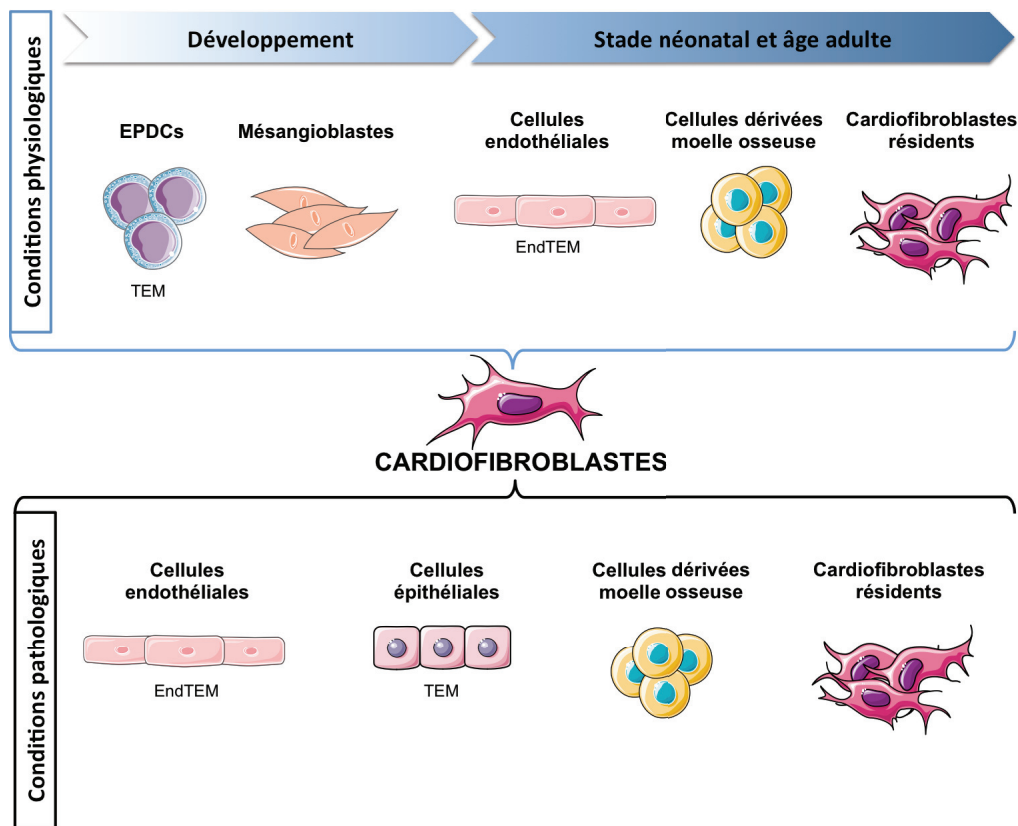 Conditions physiologiques
Développement
Stade néonatal et âge adulte
EPDCs
TEM
Mésangioblastes
Cellules
endothéliales
EndTEM
Cellules dérivées
moelle osseuse
Cardiofibroblastes
résidents
CARDIOFIBROBLASTES
Conditions pathologiques
Cellules
endothéliales
EndTEM
Cellules
épithéliales
TEM
Cellules dérivées
moelle osseuse
Cardiofibroblastes
résidents